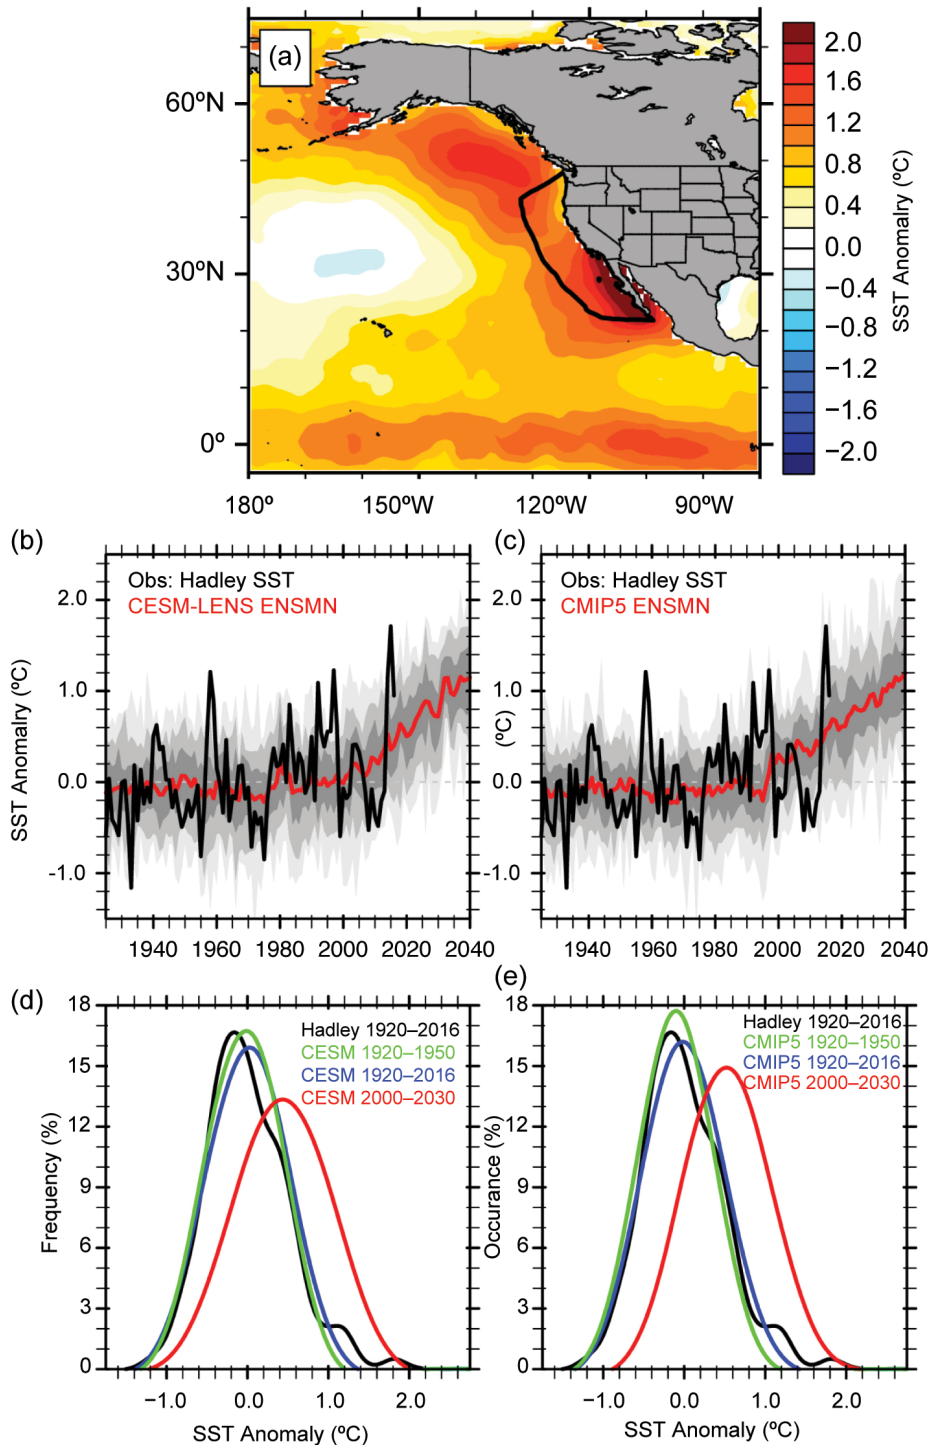 (a)
60ºN
30ºN
0º
180º
150ºW
120ºW
90ºW
2.0
1.6
1.2
0.8
0.4
0.0
−0.4
−0.8
−1.2
−1.6
−2.0
SST Anomalry (ºC)
(b)
Obs: Hadley SST
CESM-LENS ENSMN
2.0
1.0
0.0
-1.0
SST Anomalry (ºC)
1940
1960
1980
2000
2020
2040
(c)
Obs: Hadley SST
CMIP5 ENSMN
2.0
1.0
0.0
-1.0
(ºC)
1940
1960
1980
2000
2020
2040
(d)
Hadley 1920–2016
CESM 1920–1950
CESM 1920–2016
CESM 2000–2030
18
15
12
9
6
3
0
Frequency (%)
−1.0
0.0
1.0
2.0
SST Anomaly (ºC)
(e)
Hadley 1920–2016
CMIP5 1920–1950
CMIP5 1920–2016
CMIP5 2000–2030
18
15
12
9
6
3
0
Occurance (%)
−1.0
0.0
1.0
2.0
SST Anomaly (ºC)